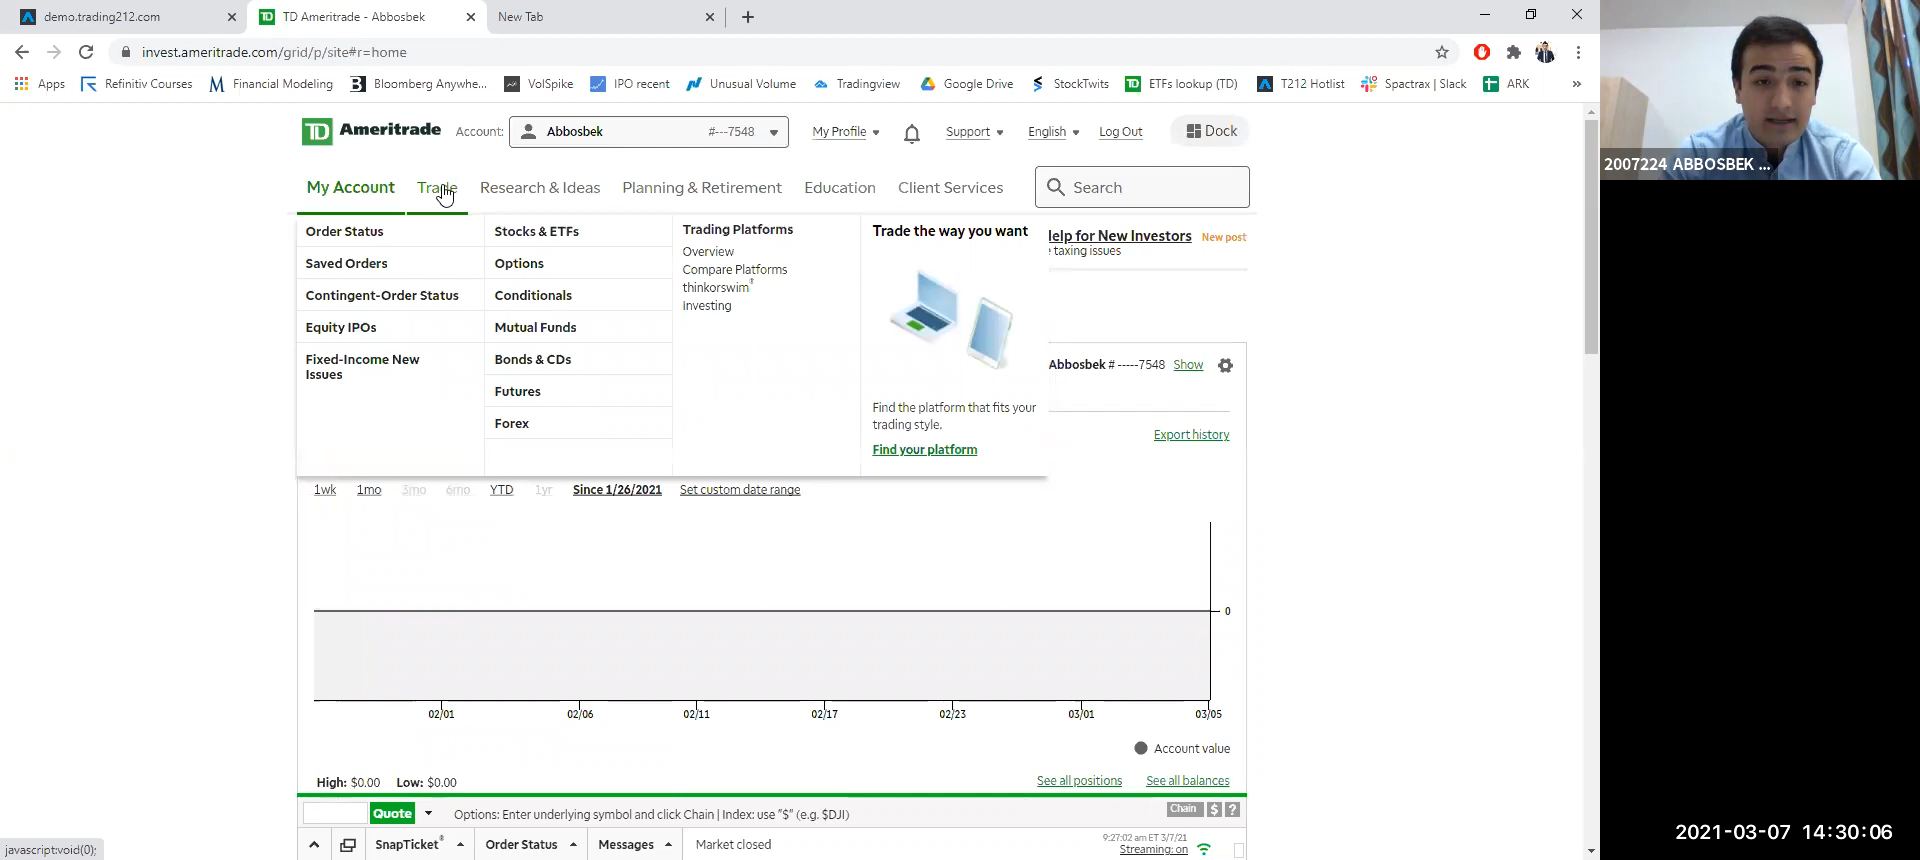 demo.trading212.com
TD Ameritrade - Abbosbek
New Tab
invest.ameritrade.com/grid/p/site#r=home
Apps
Refinitiv Courses
Financial Modeling
Bloomberg Anywhe...
VolSpike
IPO recent
Unusual Volume
Tradingview
Google Drive
StockTwits
ETFs lookup (TD)
T212 Hotlist
Spactrax | Slack
ARK
»
TD Ameritrade
Account:
Abbosbek #---7548
My Profile
Support
English
Log Out
Dock
My Account
Trade
Research & Ideas
Planning & Retirement
Education
Client Services
Search
Order Status
Saved Orders
Contingent-Order Status
Equity IPOs
Fixed-Income New
Issues
Stocks & ETFs
Options
Conditionals
Mutual Funds
Bonds & CDs
Futures
Forex
Trading Platforms
Overview
Compare Platforms
thinkorswim®
Investing
Trade the way you want
Find the platform that fits your
trading style.
Find your platform
Help for New Investors New post
taxing issues
Abbosbek # -----7548 Show
Export history
1wk 1mo 3mo 6mo YTD 1yr Since 1/26/2021 Set custom date range
0
02/01 02/06 02/11 02/17 02/23 03/01 03/05
Account value
High: $0.00 Low: $0.00
See all positions See all balances
Quote
Options: Enter underlying symbol and click Chain | Index: use "$" (e.g. $DJI)
Chain $ ?
SnapTicket®
Order Status
Messages
Market closed
9:27:02 am ET 3/7/21
Streaming: on
javascript:void(0);
2007224 ABBOSBEK ...
2021-03-07 14:30:06